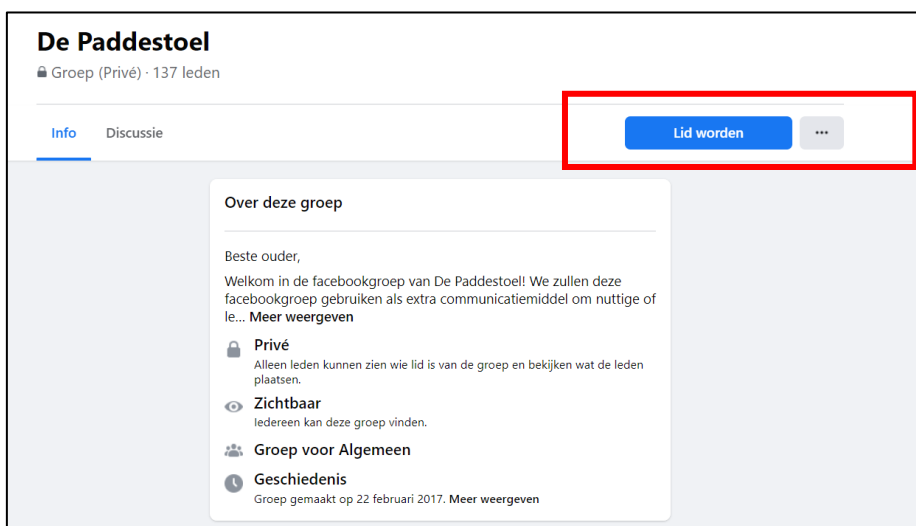 De Paddestoel
Groep (Privé) · 137 leden
Info Discussie Lid worden ···
Over deze groep
Beste ouder,
Welkom in de facebookgroep van De Paddestoel! We zullen deze
facebookgroep gebruiken als extra communicatiemiddel om nuttige of
le... Meer weergeven
Privé
Alleen leden kunnen zien wie lid is van de groep en bekijken wat de leden
plaatsen.
Zichtbaar
Iedereen kan deze groep vinden.
Groep voor Algemeen
Geschiedenis
Groep gemaakt op 22 februari 2017. Meer weergeven